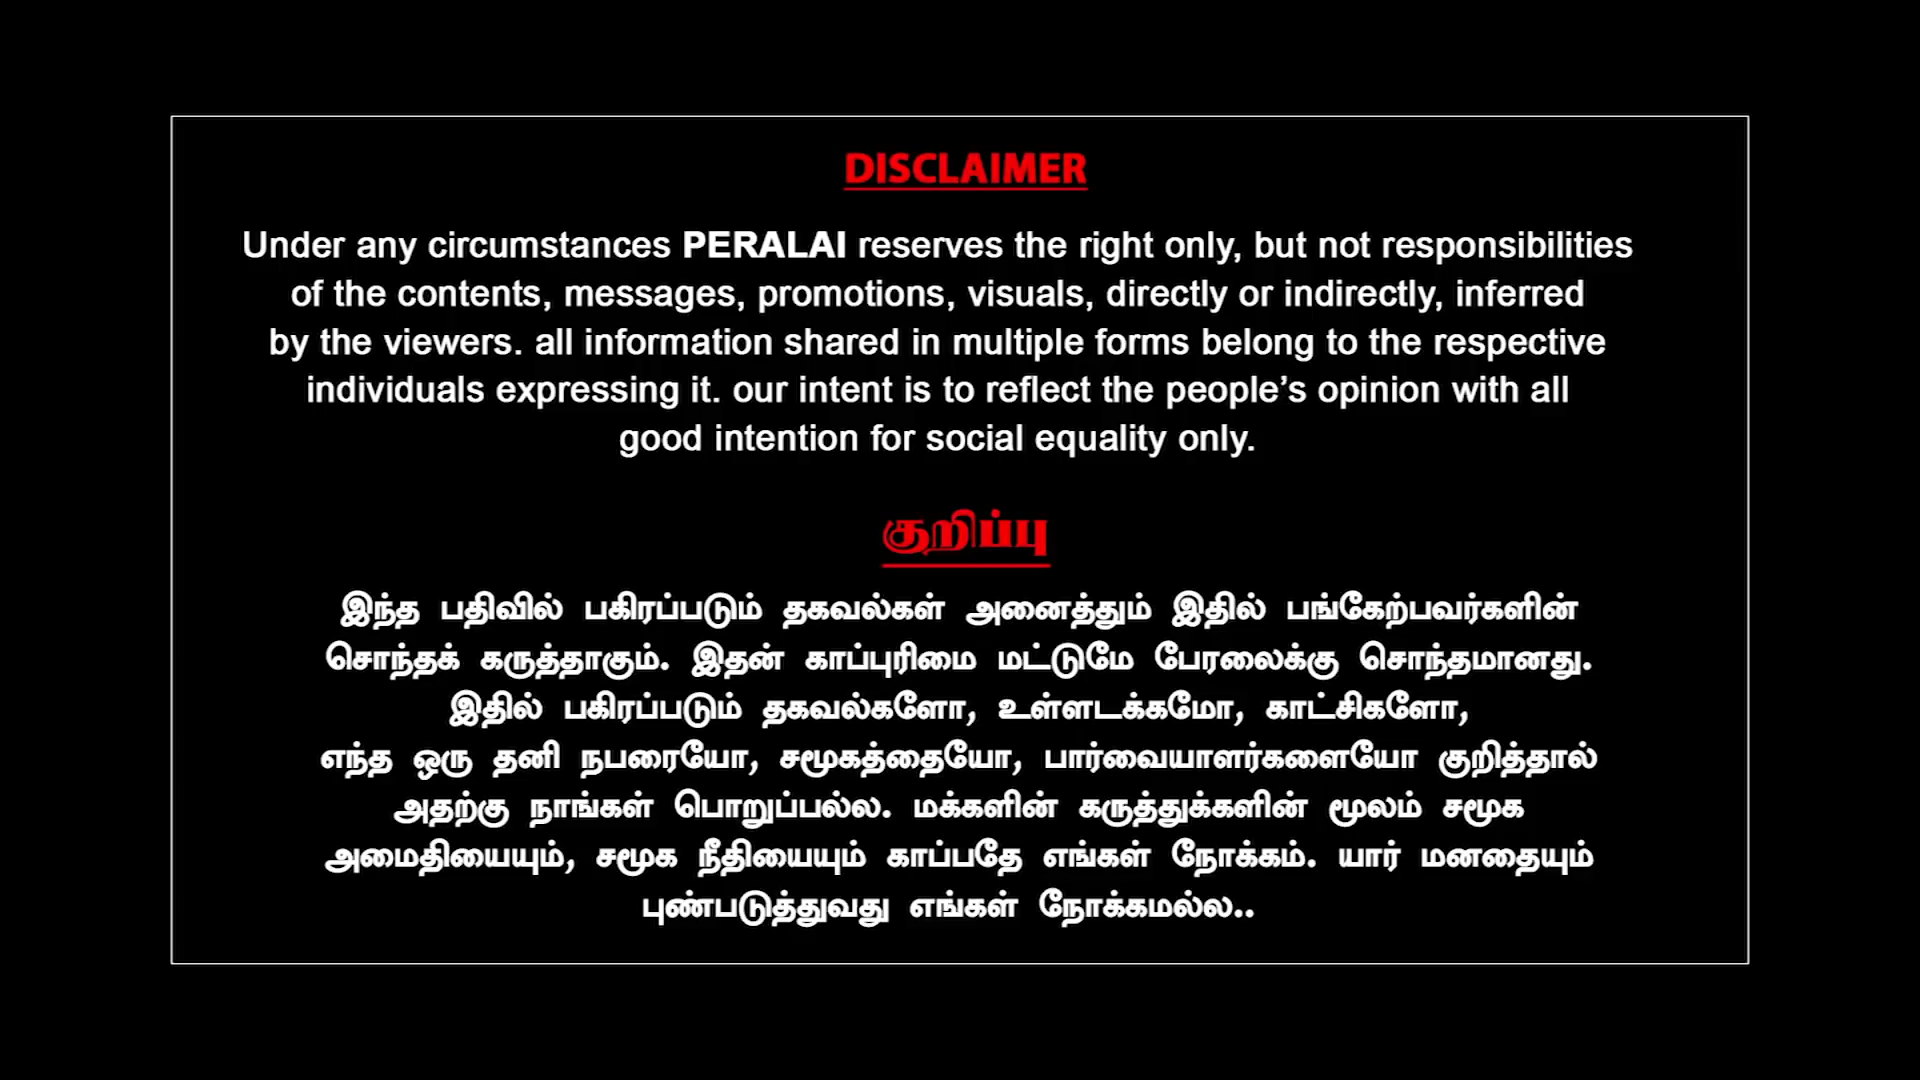 DISCLAIMER
Under any circumstances PERALAI reserves the right only, but not responsibilities
of the contents, messages, promotions, visuals, directly or indirectly, inferred
by the viewers. all information shared in multiple forms belong to the respective
individuals expressing it. our intent is to reflect the people’s opinion with all
good intention for social equality only.
குறிப்பு
இந்த பதிவில் பகிரப்படும் தகவல்கள் அனைத்தும் இதில் பங்கேற்பவர்களின்
சொந்தக் கருத்தாகும். இதன் காப்புரிமை மட்டுமே பேரலைக்கு சொந்தமானது.
இதில் பகிரப்படும் தகவல்களோ, உள்ளடக்கமோ, காட்சிகளோ,
எந்த ஒரு தனி நபரையோ, சமூகத்தையோ, பார்வையாளர்களையோ குறித்தால்
அதற்கு நாங்கள் பொறுப்பல்ல. மக்களின் கருத்துக்களின் மூலம் சமூக
அமைதியையும், சமூக நீதியையும் காப்பதே எங்கள் நோக்கம். யார் மனதையும்
புண்படுத்துவது எங்கள் நோக்கமல்ல..